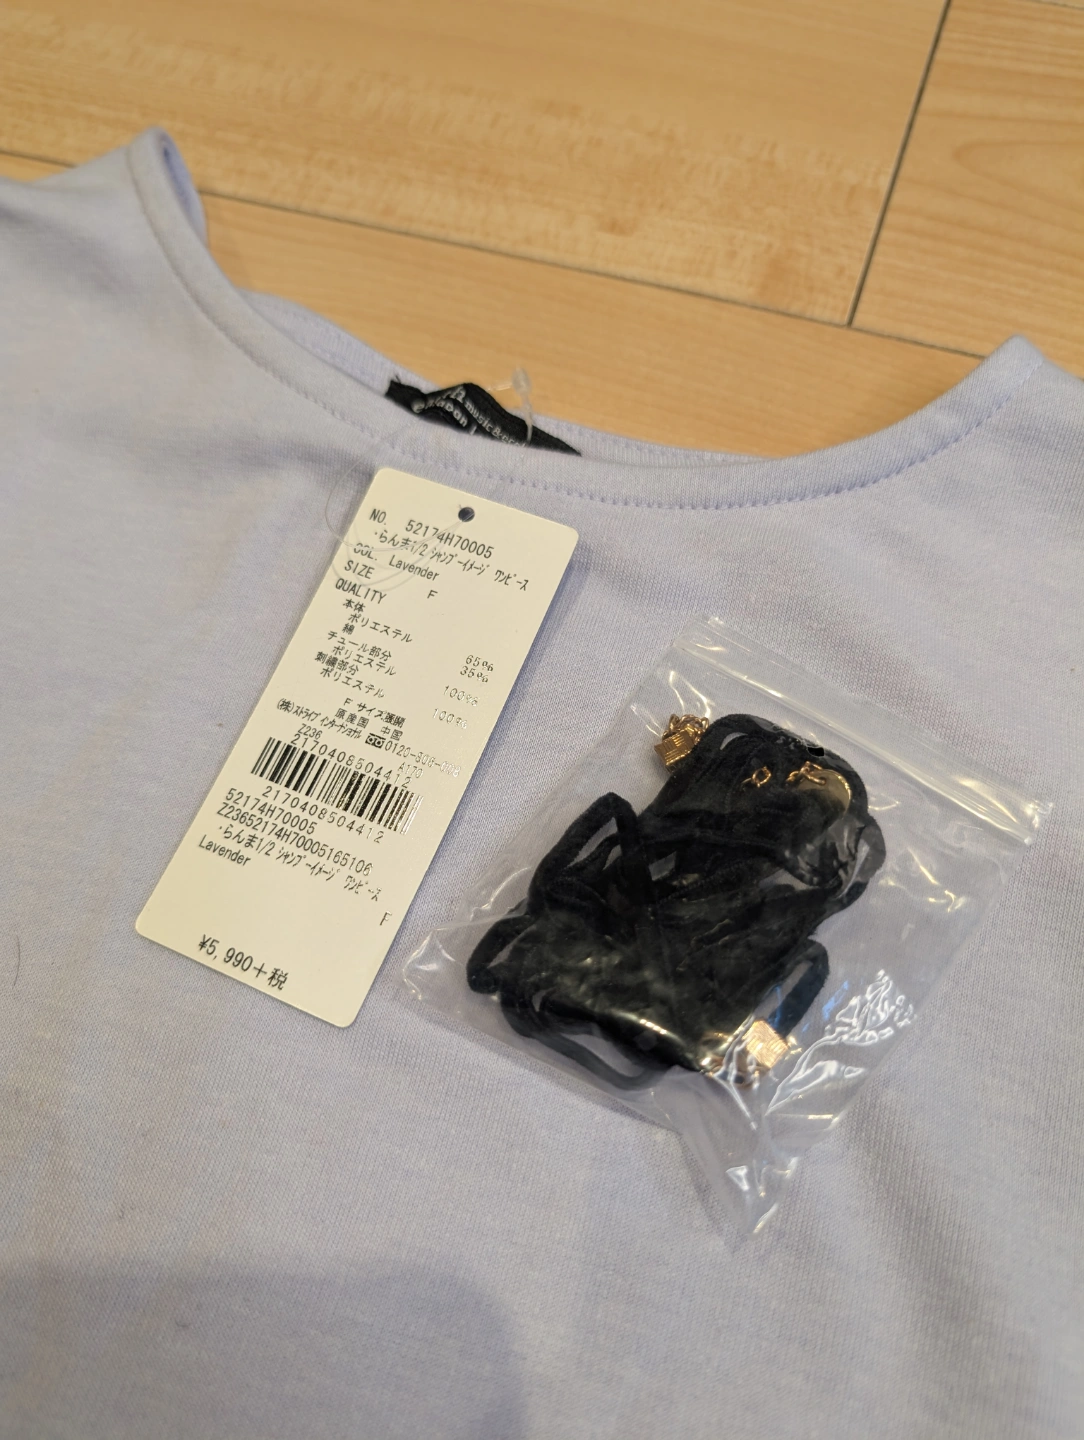 music&eco
NO. 52174H70005
゛らんま1/2 ｼｬﾝﾌﾟｰｲﾒｰｼﾞ ﾜﾝﾋﾟｰｽ
COL. Lavender
SIZE F
QUALITY
本体
ポリエステル 65%
綿 35%
チュール部分
ポリエステル 100%
刺繍部分
ポリエステル 100%
F サイズ展開
原産国 中国
(株)ｽﾄﾗｲﾌﾟ ｲﾝﾀｰﾅｼｮﾅﾙ
Z236 A170
2170408504412
2170408504412
52174H70005
Z23652174H70005165106
゛らんま1/2 ｼｬﾝﾌﾟｰｲﾒｰｼﾞ ﾜﾝﾋﾟｰｽ
Lavender F
¥5,990+税